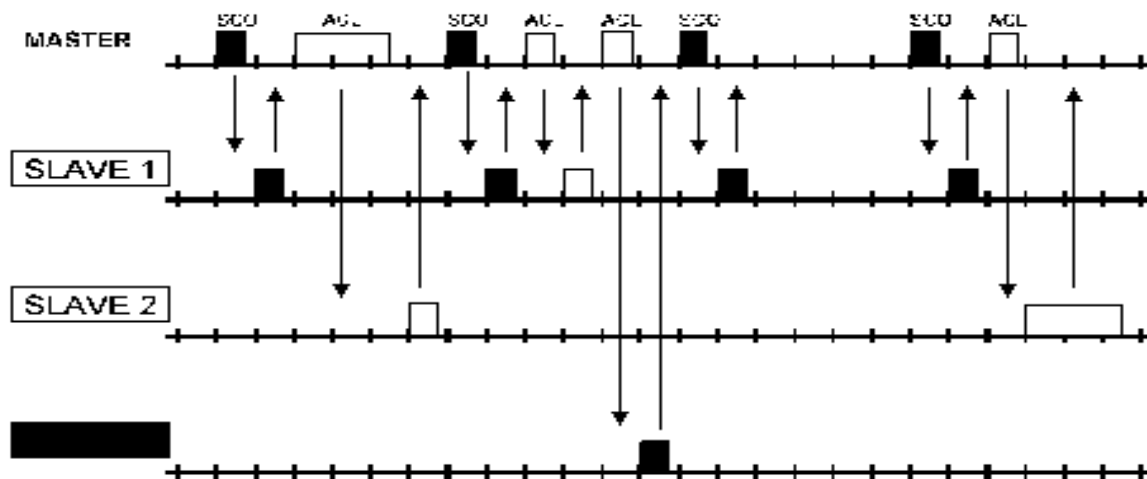 SCO ACL SCO ACL ACL SCO SCO ACL
MASTER
SLAVE 1
SLAVE 2